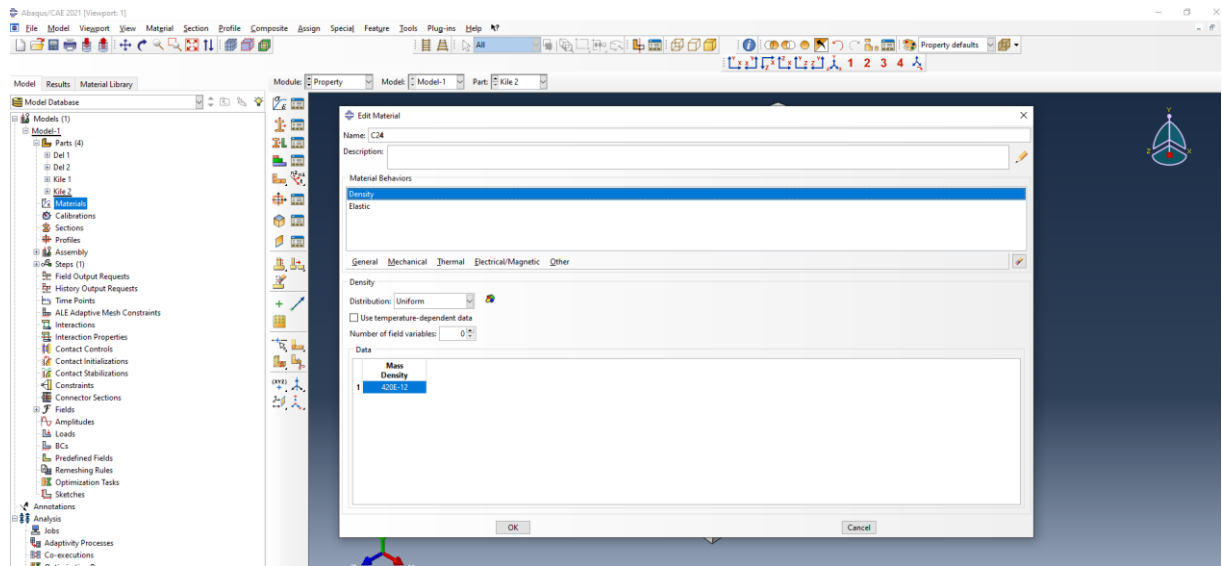 Abaqus/CAE 2021 [Viewport: 1]
File Model Viewport View Material Section Profile Composite Assign Special Feature Tools Plug-ins Help
All Property defaults
1 2 3 4
Model Results Material Library
Module: Property Model: Model-1 Part: Kile 2
Model Database
Models (1)
Model-1
Parts (4)
Del 1
Del 2
Kile 1
Kile 2
Materials
Calibrations
Sections
Profiles
Assembly
Steps (1)
Field Output Requests
History Output Requests
Time Points
ALE Adaptive Mesh Constraints
Interactions
Interaction Properties
Contact Controls
Contact Initializations
Contact Stabilizations
Constraints
Connector Sections
Fields
Amplitudes
Loads
BCs
Predefined Fields
Remeshing Rules
Optimization Tasks
Sketches
Annotations
Analysis
Jobs
Adaptivity Processes
Co-executions
Edit Material
Name: C24
Description:
Material Behaviors
Density
Elastic
General Mechanical Thermal Electrical/Magnetic Other
Density
Distribution: Uniform
Use temperature-dependent data
Number of field variables: 0
Data
Mass
Density
1 420E-12
OK Cancel
Y
Z X